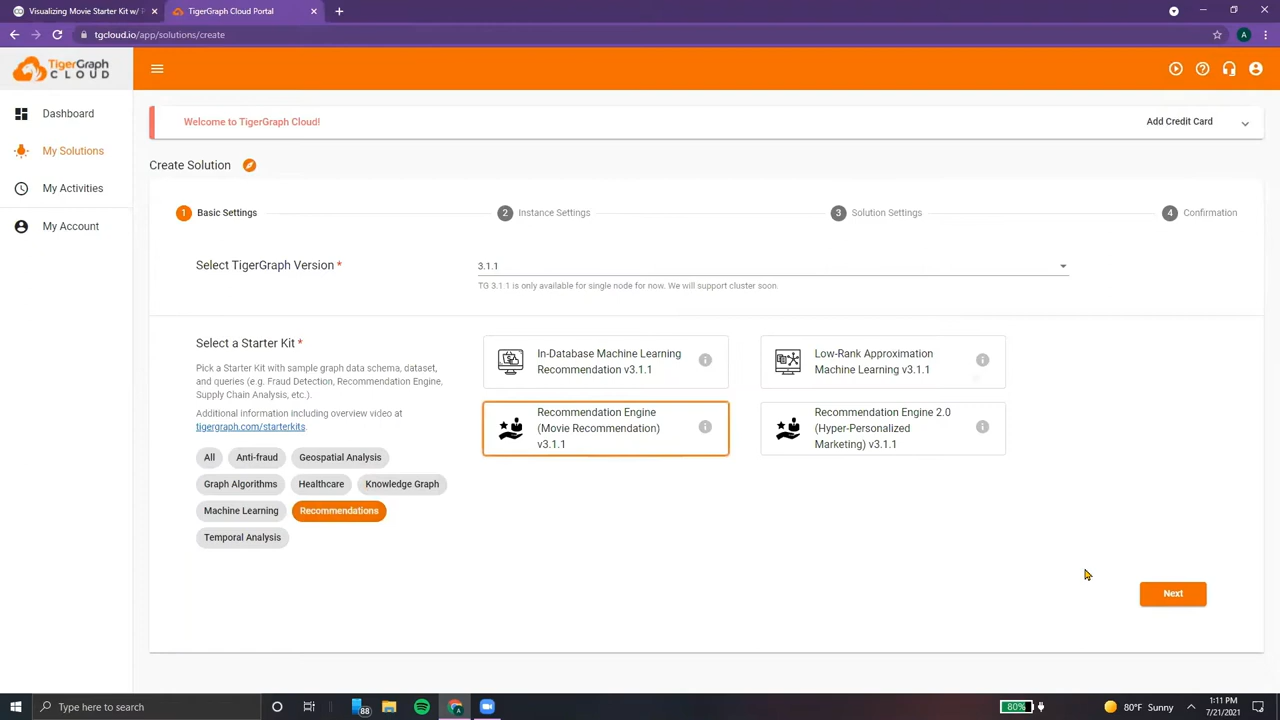 Visualizing Movie Starter Kit w/
TigerGraph Cloud Portal
tgcloud.io/app/solutions/create
A
TigerGraph
CLOUD
Dashboard
My Solutions
My Activities
My Account
Welcome to TigerGraph Cloud!
Add Credit Card
Create Solution
1 Basic Settings
2 Instance Settings
3 Solution Settings
4 Confirmation
Select TigerGraph Version *
3.1.1
TG 3.1.1 is only available for single node for now. We will support cluster soon.
Select a Starter Kit *
Pick a Starter Kit with sample graph data schema, dataset,
and queries (e.g. Fraud Detection, Recommendation Engine,
Supply Chain Analysis, etc.).
Additional information including overview video at
tigergraph.com/starterkits.
All Anti-fraud Geospatial Analysis
Graph Algorithms Healthcare Knowledge Graph
Machine Learning Recommendations
Temporal Analysis
In-Database Machine Learning
Recommendation v3.1.1
Low-Rank Approximation
Machine Learning v3.1.1
Recommendation Engine
(Movie Recommendation)
v3.1.1
Recommendation Engine 2.0
(Hyper-Personalized
Marketing) v3.1.1
Next
Type here to search
88
80%
80°F Sunny
1:11 PM
7/21/2021